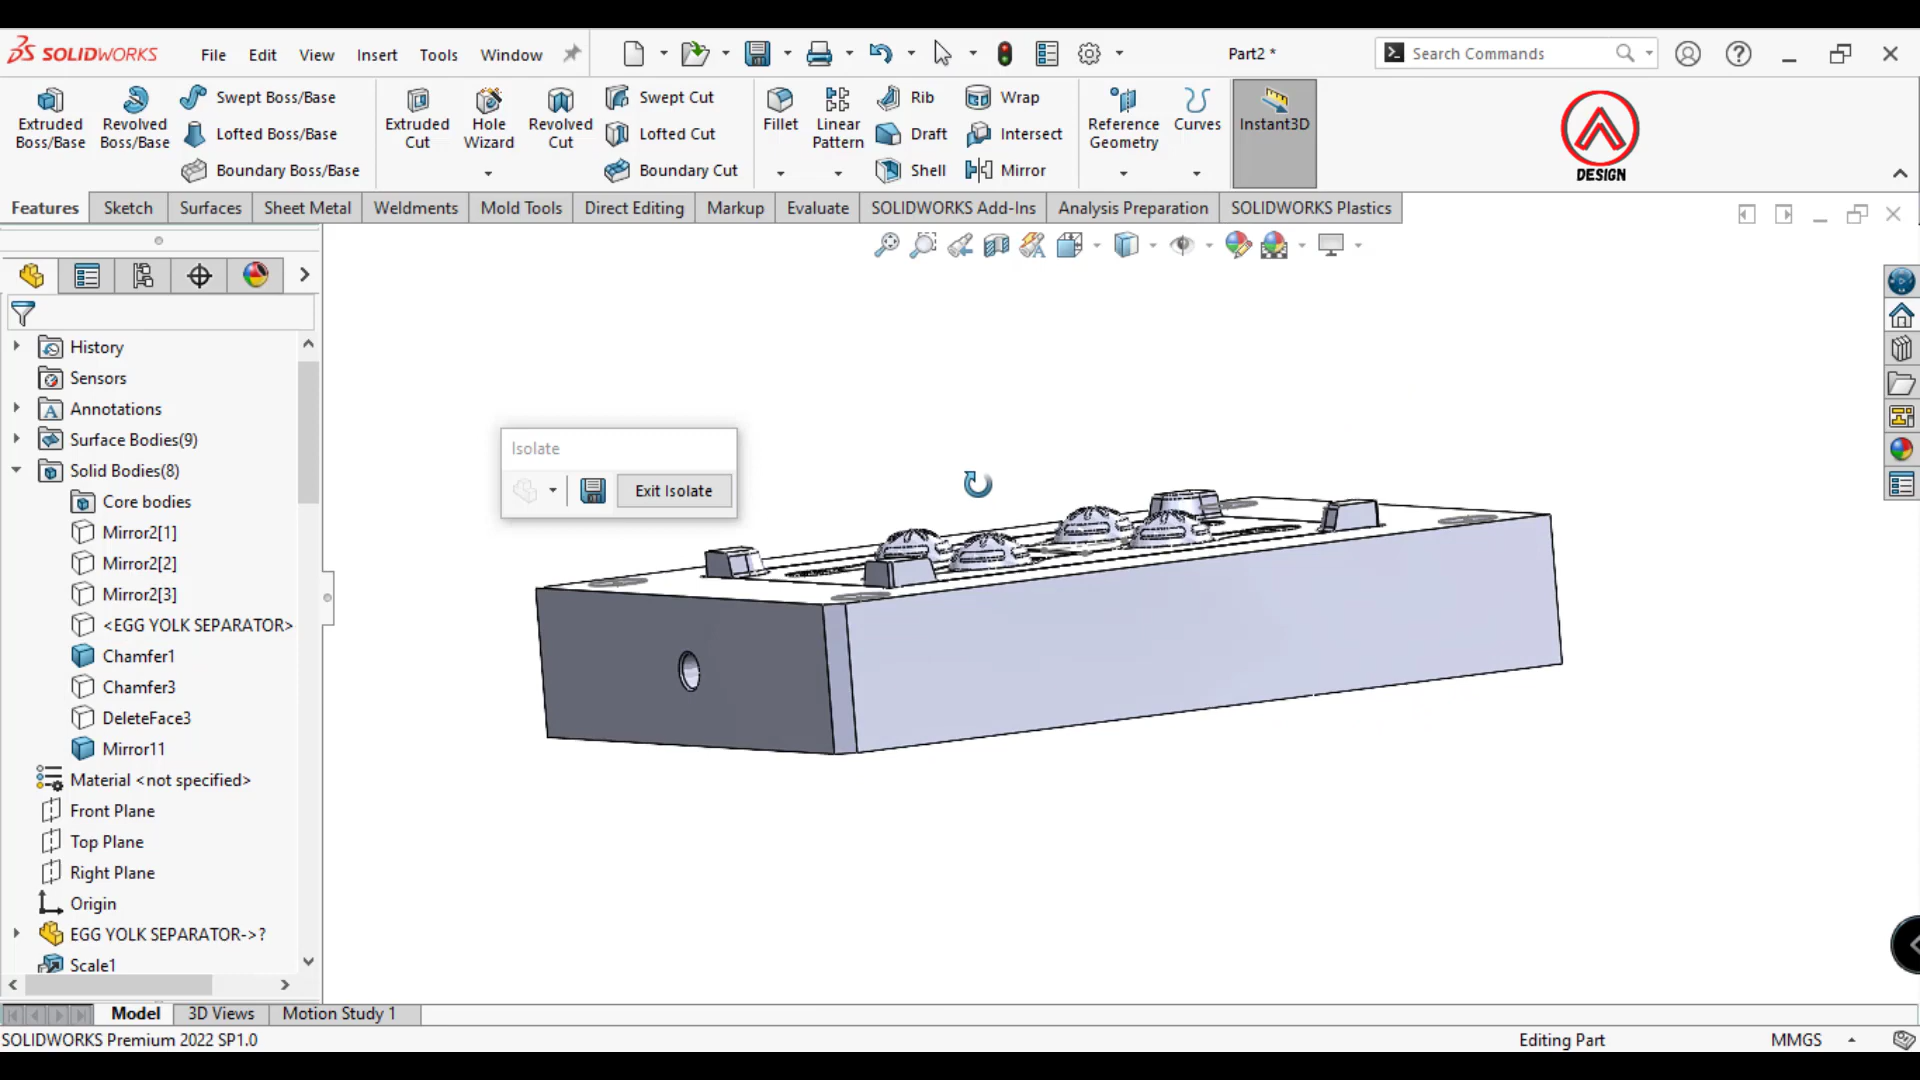 SOLIDWORKS File Edit View Insert Tools Window Part2 * Search Commands
Extruded Boss/Base
Revolved Boss/Base
Swept Boss/Base
Lofted Boss/Base
Boundary Boss/Base
Extruded Cut
Hole Wizard
Revolved Cut
Swept Cut
Lofted Cut
Boundary Cut
Fillet
Linear Pattern
Rib
Draft
Shell
Wrap
Intersect
Mirror
Reference Geometry
Curves
Instant3D
DESIGN
Features Sketch Surfaces Sheet Metal Weldments Mold Tools Direct Editing Markup Evaluate SOLIDWORKS Add-Ins Analysis Preparation SOLIDWORKS Plastics
History
Sensors
Annotations
Surface Bodies(9)
Solid Bodies(8)
Core bodies
Mirror2[1]
Mirror2[2]
Mirror2[3]
<EGG YOLK SEPARATOR>
Chamfer1
Chamfer3
DeleteFace3
Mirror11
Material <not specified>
Front Plane
Top Plane
Right Plane
Origin
EGG YOLK SEPARATOR->?
Scale1
Isolate
Exit Isolate
Model 3D Views Motion Study 1
SOLIDWORKS Premium 2022 SP1.0 Editing Part MMGS